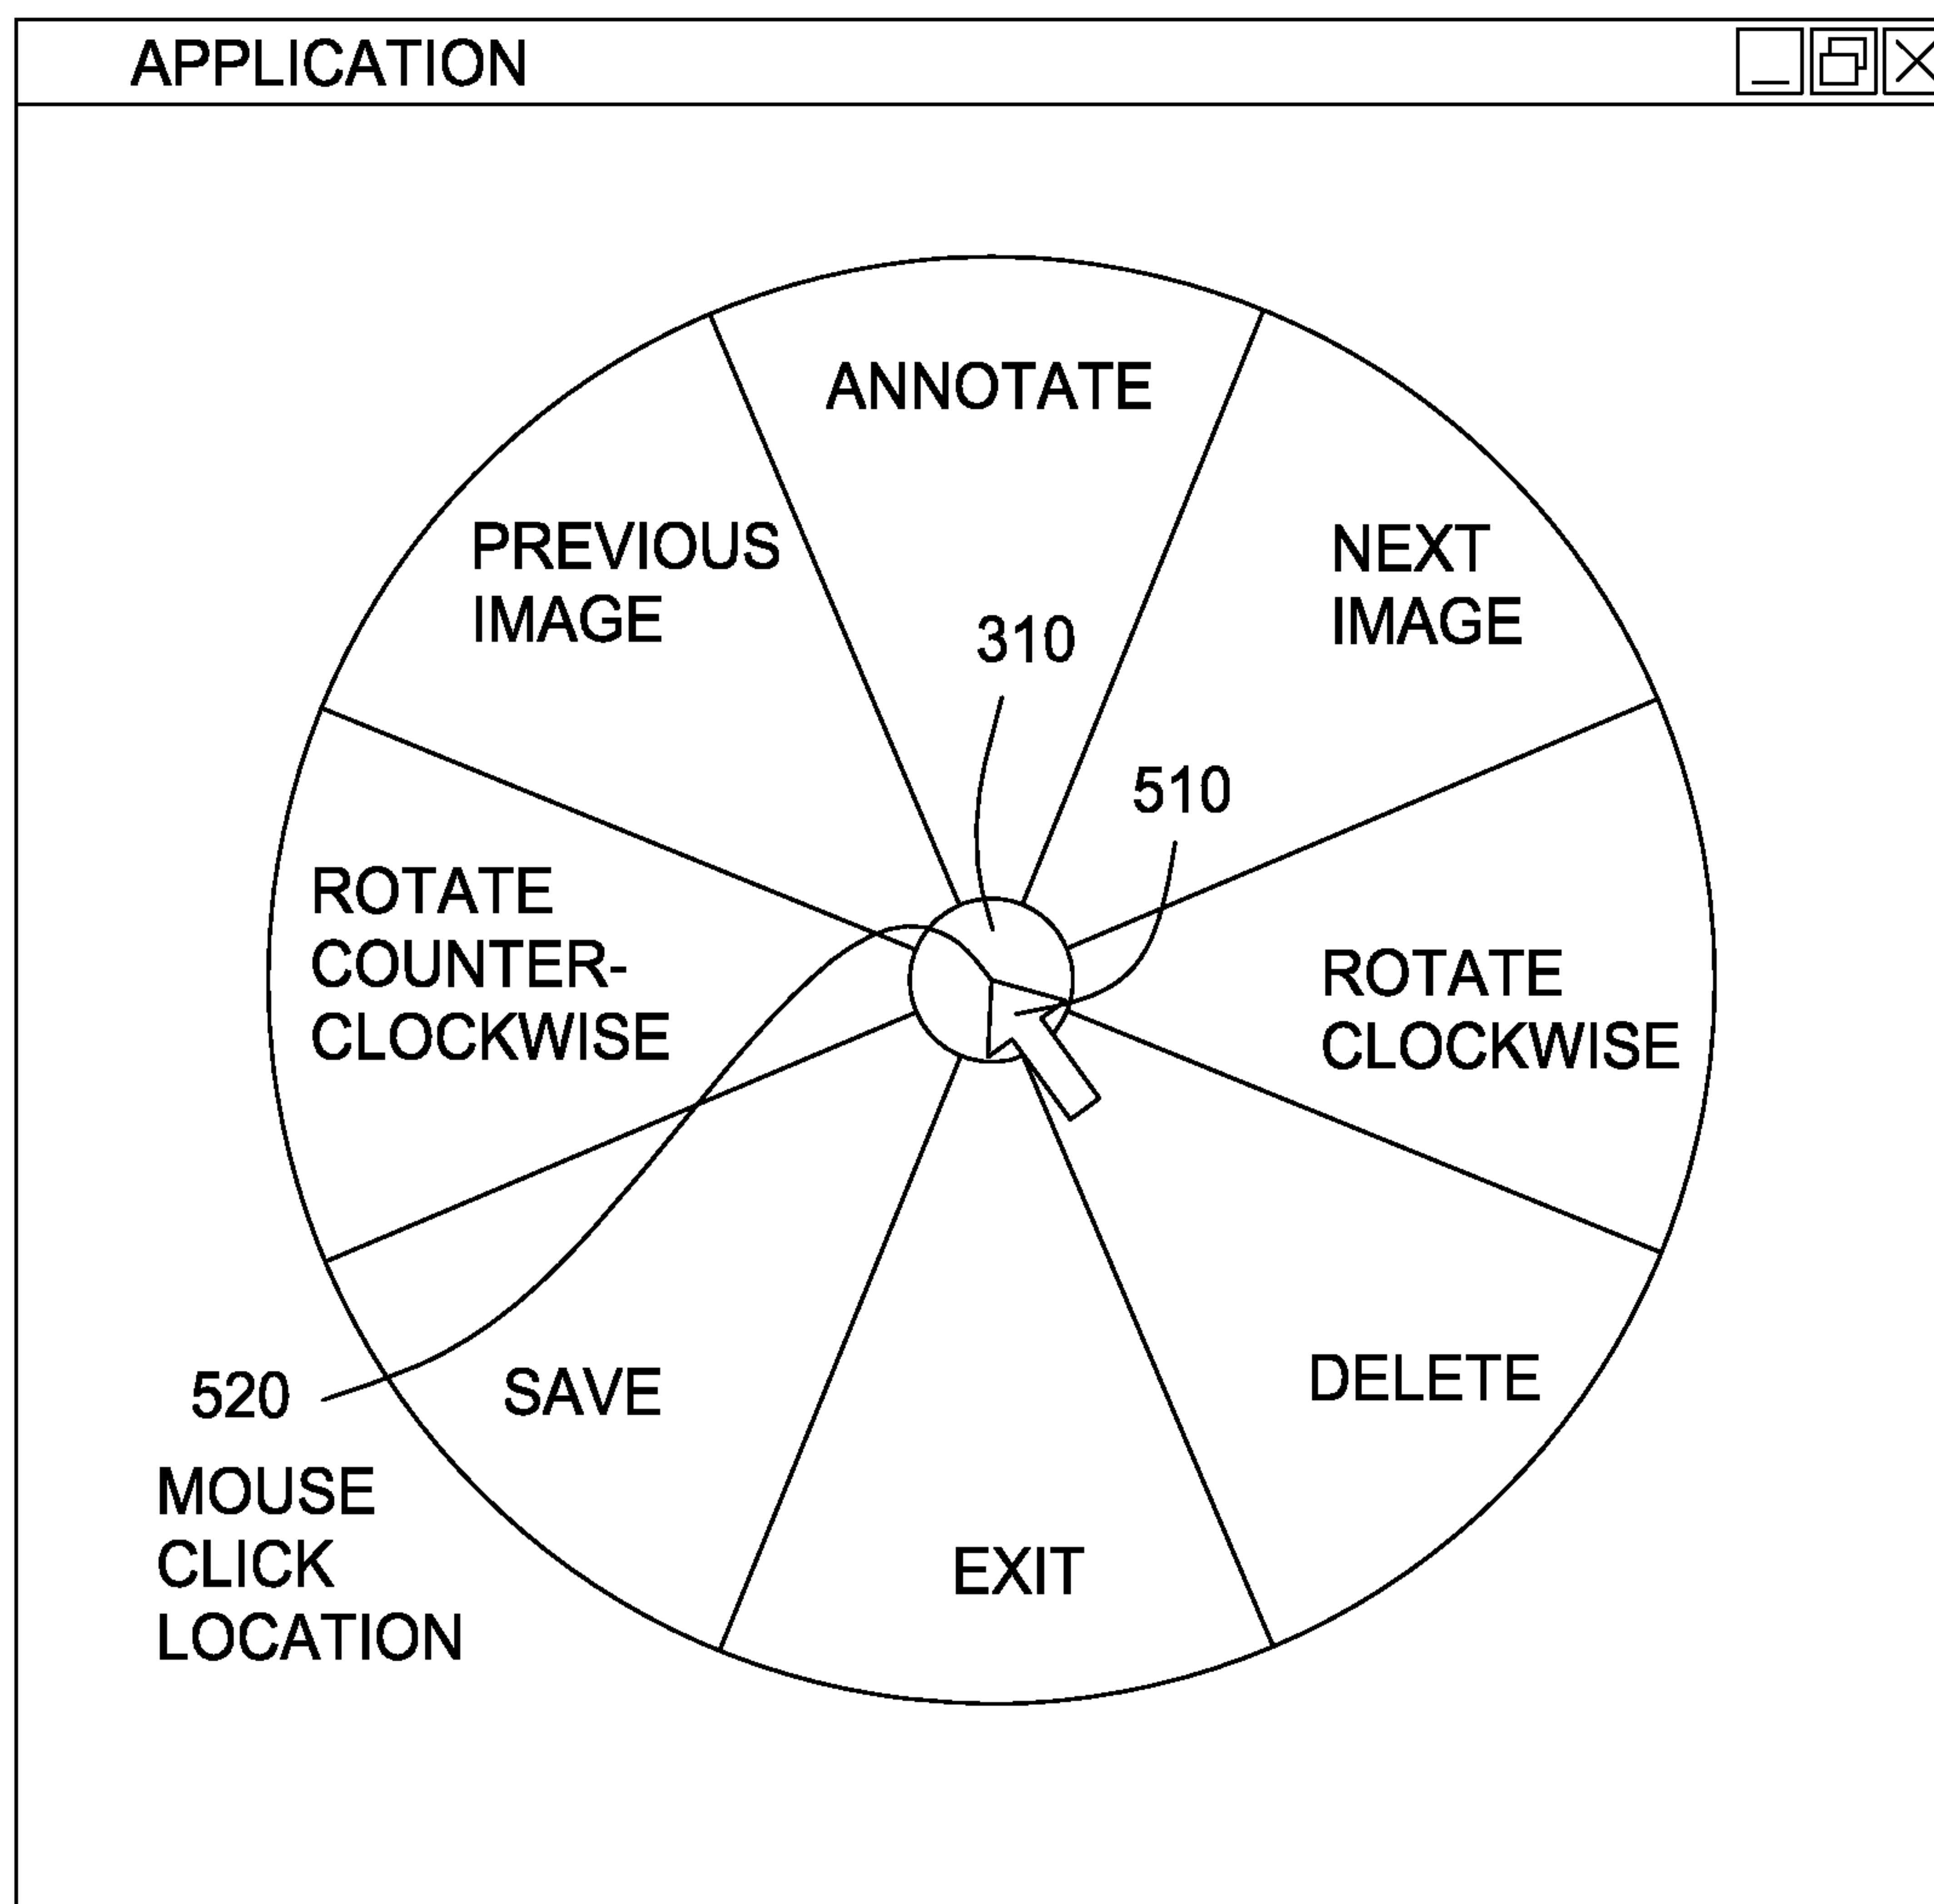 APPLICATION
ANNOTATE
PREVIOUS
IMAGE
NEXT
IMAGE
310
510
ROTATE
COUNTER-
CLOCKWISE
ROTATE
CLOCKWISE
520
MOUSE
CLICK
LOCATION
SAVE
DELETE
EXIT